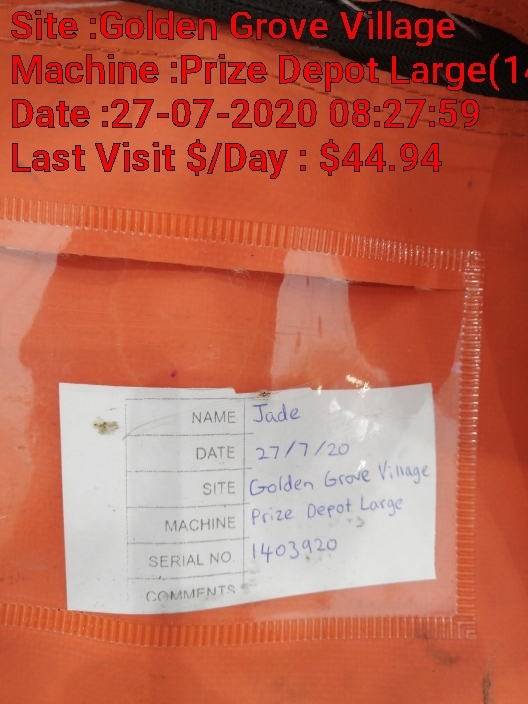 Site :Golden Grove Village
Machine :Prize Depot Large(14
Date :27-07-2020 08:27:59
Last Visit $/Day : $44.94
NAME Jade
DATE 27/7/20
SITE Golden Grove Village
MACHINE Prize Depot Large
SERIAL NO. 1403920
COMMENTS